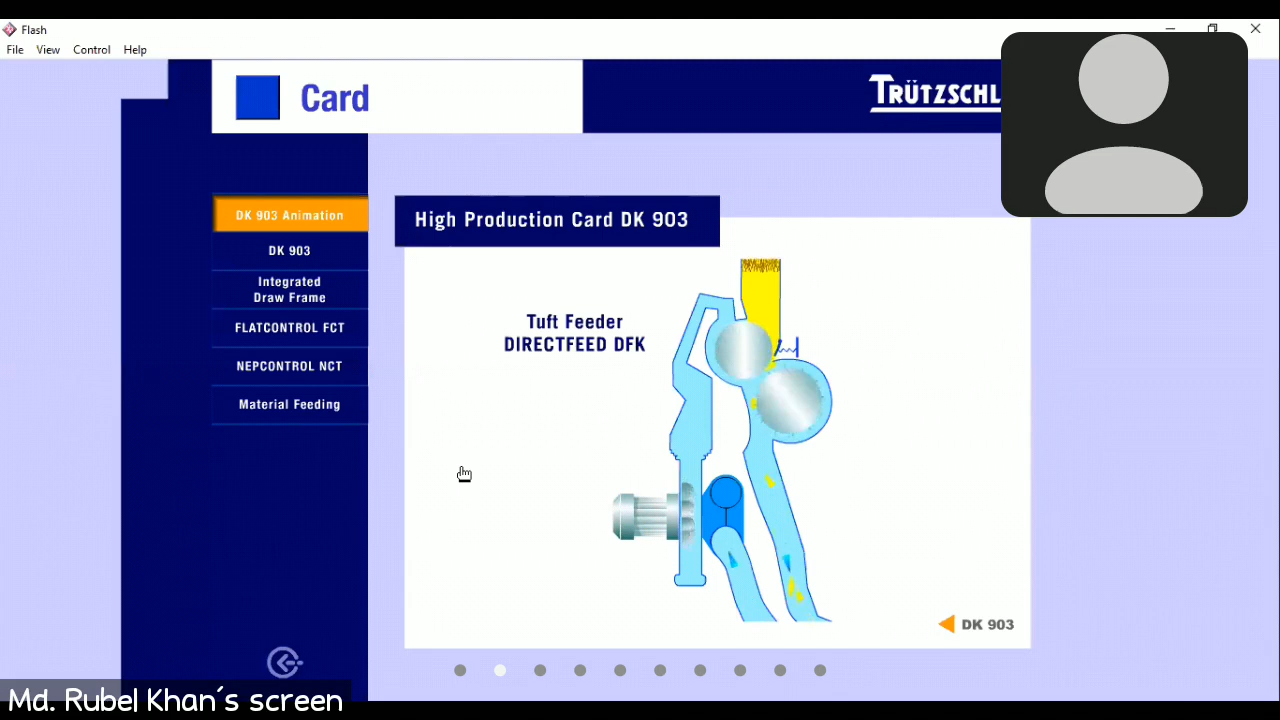 Flash
File View Control Help
Card
TRÜTZSCHL
DK 903 Animation
DK 903
Integrated
Draw Frame
FLATCONTROL FCT
NEPCONTROL NCT
Material Feeding
High Production Card DK 903
Tuft Feeder
DIRECTFEED DFK
DK 903
Md. Rubel Khan's screen